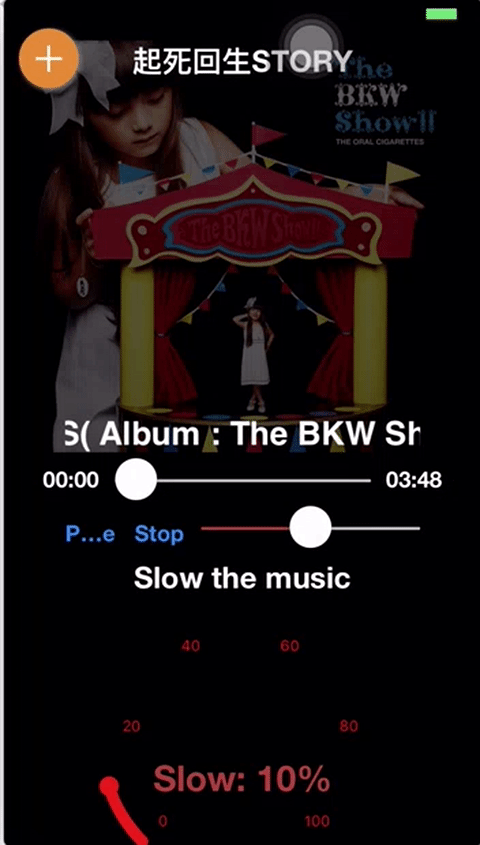 起死回生STORY
The
BKW
Show!!
THE ORAL CIGARETTES
The BKW Show!!
S( Album : The BKW Sh
00:00
03:48
P...e
Stop
Slow the music
40
60
20
80
Slow: 10%
0
100